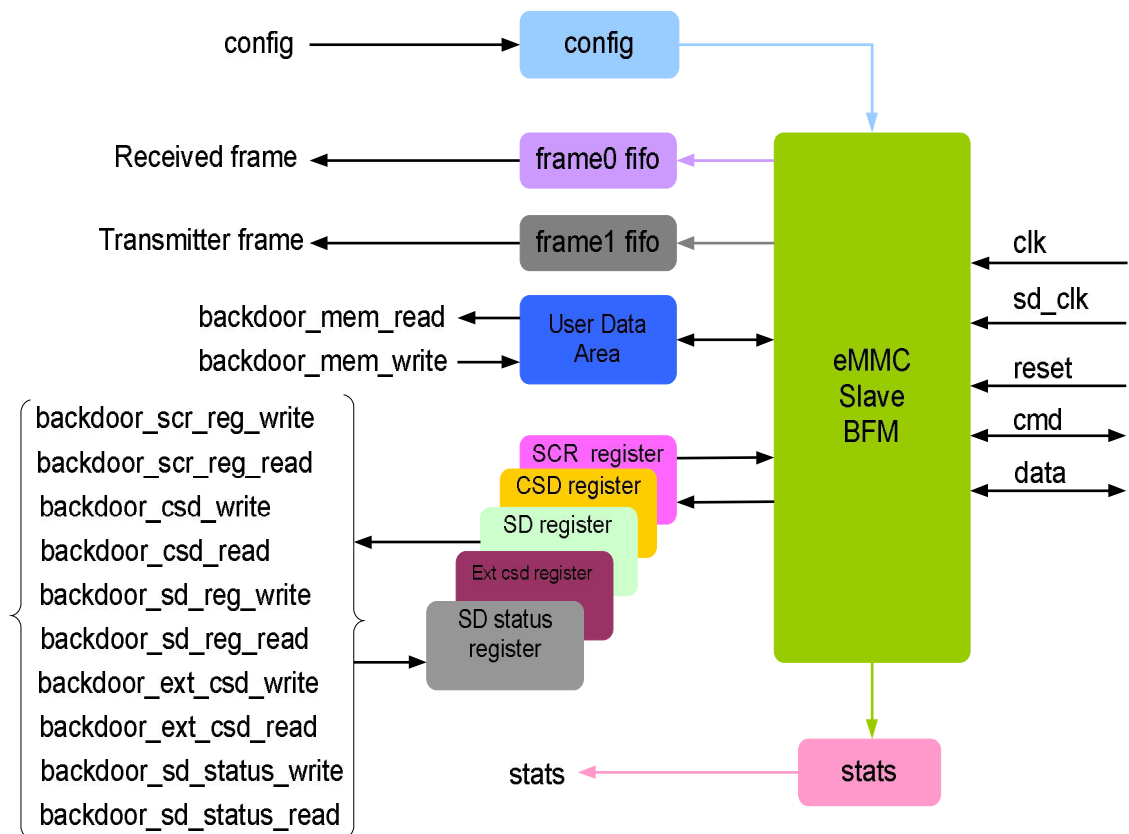 config
config
Received frame
frame0 fifo
Transmitter frame
frame1 fifo
clk
backdoor_mem_read
backdoor_mem_write
User Data
Area
sd_clk
eMMC
Slave
BFM
reset
cmd
data
backdoor_scr_reg_write
backdoor_scr_reg_read
backdoor_csd_write
backdoor_csd_read
backdoor_sd_reg_write
backdoor_sd_reg_read
backdoor_ext_csd_write
backdoor_ext_csd_read
backdoor_sd_status_write
backdoor_sd_status_read
SCR register
CSD register
SD register
Ext csd register
SD status
register
stats
stats